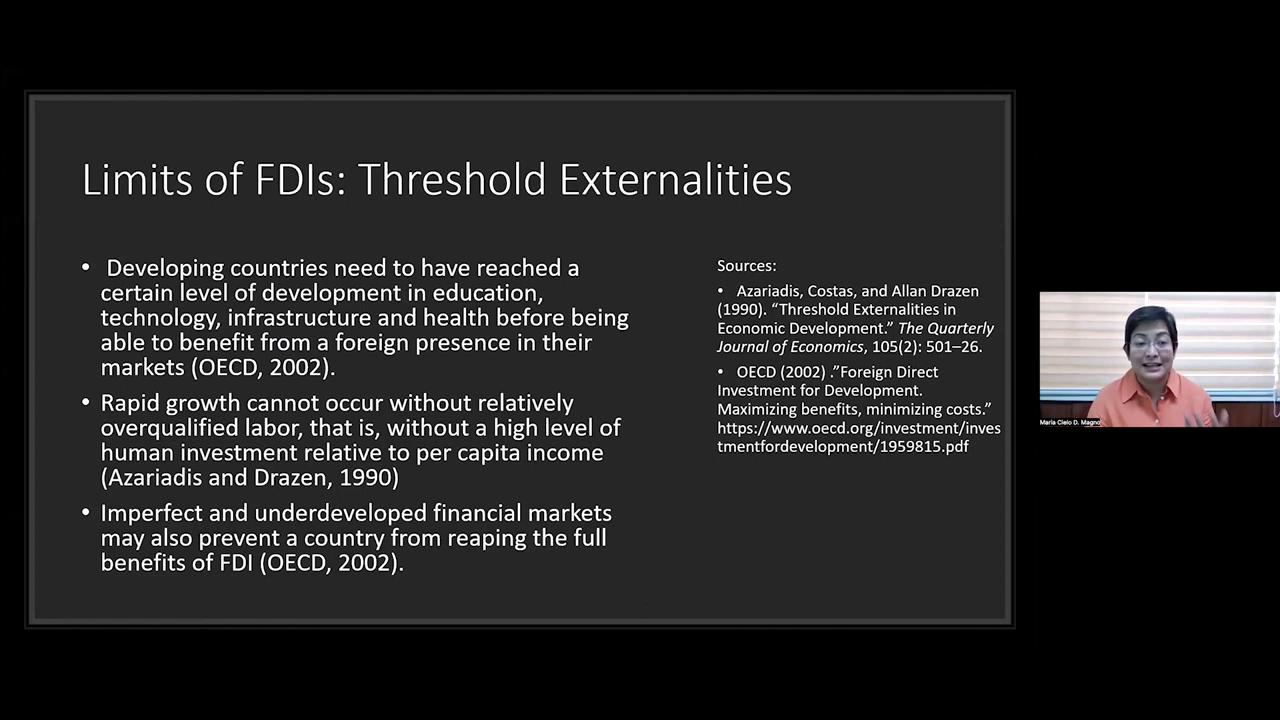 Limits of FDIs: Threshold Externalities
• Developing countries need to have reached a
certain level of development in education,
technology, infrastructure and health before being
able to benefit from a foreign presence in their
markets (OECD, 2002).
• Rapid growth cannot occur without relatively
overqualified labor, that is, without a high level of
human investment relative to per capita income
(Azariadis and Drazen, 1990)
• Imperfect and underdeveloped financial markets
may also prevent a country from reaping the full
benefits of FDI (OECD, 2002).
Sources:
• Azariadis, Costas, and Allan Drazen
(1990). “Threshold Externalities in
Economic Development.” The Quarterly
Journal of Economics, 105(2): 501–26.
• OECD (2002) .”Foreign Direct
Investment for Development.
Maximizing benefits, minimizing costs.”
https://www.oecd.org/investment/inves
tmentfordevelopment/1959815.pdf
Maria Cielo D. Magno